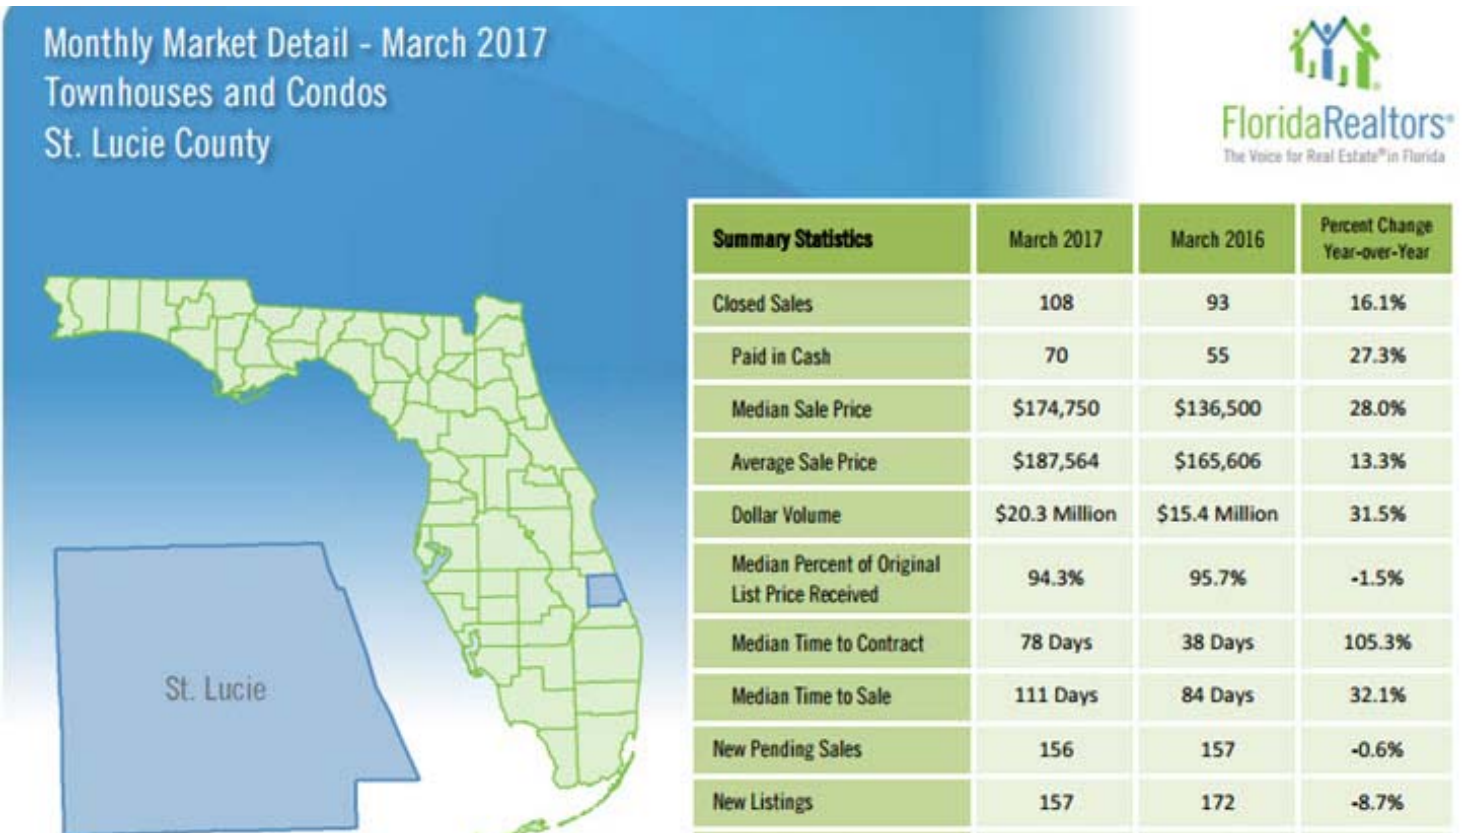 Monthly Market Detail - March 2017
Townhouses and Condos
St. Lucie County
FloridaRealtors®
The Voice for Real Estate® in Florida
Summary Statistics March 2017 March 2016 Percent Change Year-over-Year
Closed Sales 108 93 16.1%
Paid in Cash 70 55 27.3%
Median Sale Price $174,750 $136,500 28.0%
Average Sale Price $187,564 $165,606 13.3%
Dollar Volume $20.3 Million $15.4 Million 31.5%
Median Percent of Original List Price Received 94.3% 95.7% -1.5%
Median Time to Contract 78 Days 38 Days 105.3%
Median Time to Sale 111 Days 84 Days 32.1%
New Pending Sales 156 157 -0.6%
New Listings 157 172 -8.7%
St. Lucie